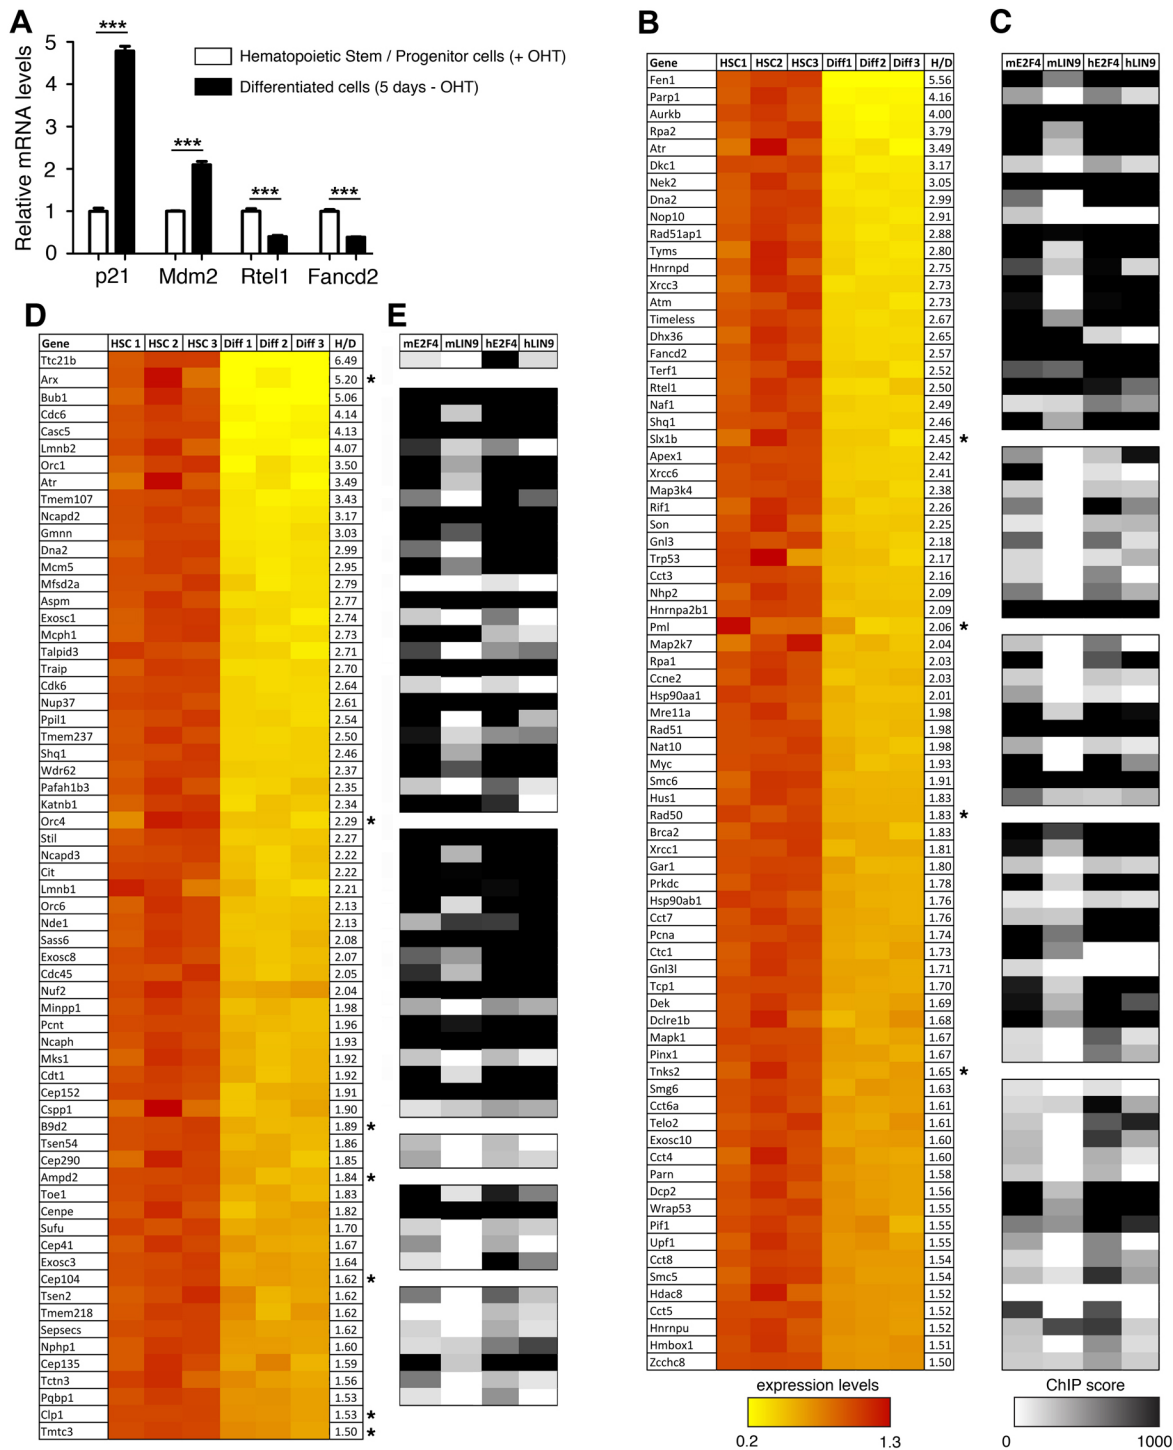 A
Relative mRNA levels
5
4
3
2
1
0
***
***
***
***
Hematopoietic Stem / Progenitor cells (+ OHT)
Differentiated cells (5 days - OHT)
p21 Mdm2 Rtel1 Fancd2
B
Gene HSC1 HSC2 HSC3 Diff1 Diff2 Diff3 H/D
Fen1 5.56
Parp1 4.16
Aurkb 4.00
Rpa2 3.79
Atr 3.49
Dkc1 3.17
Nek2 3.05
Dna2 2.99
Nop10 2.91
Rad51ap1 2.88
Tyms 2.80
Hnrnpd 2.75
Xrcc3 2.73
Atm 2.73
Timeless 2.67
Dhx36 2.65
Fancd2 2.57
Terf1 2.52
Rtel1 2.50
Naf1 2.49
Shq1 2.46
Slx1b 2.45 *
Apex1 2.42
Xrcc6 2.41
Map3k4 2.38
Rif1 2.26
Son 2.25
Gnl3 2.18
Trp53 2.17
Cct3 2.16
Nhp2 2.09
Hnrnpa2b1 2.09
Pml 2.06 *
Map2k7 2.04
Rpa1 2.03
Ccne2 2.03
Hsp90aa1 2.01
Mre11a 1.98
Rad51 1.98
Nat10 1.98
Myc 1.93
Smc6 1.91
Hus1 1.83
Rad50 1.83 *
Brca2 1.83
Xrcc1 1.81
Gar1 1.80
Prkdc 1.78
Hsp90ab1 1.76
Cct7 1.76
Pcna 1.74
Ctc1 1.73
Gnl3l 1.71
Tcp1 1.70
Dek 1.69
Dclre1b 1.68
Mapk1 1.67
Pinx1 1.67
Tnks2 1.65 *
Smg6 1.63
Cct6a 1.61
Telo2 1.61
Exosc10 1.60
Cct4 1.60
Parn 1.58
Dcp2 1.56
Wrap53 1.55
Pif1 1.55
Upf1 1.55
Cct8 1.54
Smc5 1.54
Hdac8 1.52
Cct5 1.52
Hnrnpu 1.52
Hmbox1 1.51
Zcchc8 1.50
expression levels
0.2 1.3
C
mE2F4 mLIN9 hE2F4 hLIN9
ChIP score
0 1000
D
Gene HSC 1 HSC 2 HSC 3 Diff 1 Diff 2 Diff 3 H/D
Ttc21b 6.49
Arx 5.20 *
Bub1 5.06
Cdc6 4.14
Casc5 4.13
Lmnb2 4.07
Orc1 3.50
Atr 3.49
Tmem107 3.43
Ncapd2 3.17
Gmnn 3.03
Dna2 2.99
Mcm5 2.95
Mfsd2a 2.79
Aspm 2.77
Exosc1 2.74
Mcph1 2.73
Talpid3 2.71
Traip 2.70
Cdk6 2.64
Nup37 2.61
Ppil1 2.54
Tmem237 2.50
Shq1 2.46
Wdr62 2.37
Pafah1b3 2.35
Katnb1 2.34
Orc4 2.29 *
Stil 2.27
Ncapd3 2.22
Cit 2.22
Lmnb1 2.21
Orc6 2.13
Nde1 2.13
Sass6 2.08
Exosc8 2.07
Cdc45 2.05
Nuf2 2.04
Minpp1 1.98
Pcnt 1.96
Ncaph 1.93
Mks1 1.92
Cdt1 1.92
Cep152 1.91
Cspp1 1.90
B9d2 1.89 *
Tsen54 1.86
Cep290 1.85
Ampd2 1.84 *
Toe1 1.83
Cenpe 1.82
Sufu 1.70
Cep41 1.67
Exosc3 1.64
Cep104 1.62 *
Tsen2 1.62
Tmem218 1.62
Sepsecs 1.62
Nphp1 1.60
Cep135 1.59
Tctn3 1.56
Pqbp1 1.53
Clp1 1.53 *
Tmtc3 1.50 *
E
mE2F4 mLIN9 hE2F4 hLIN9